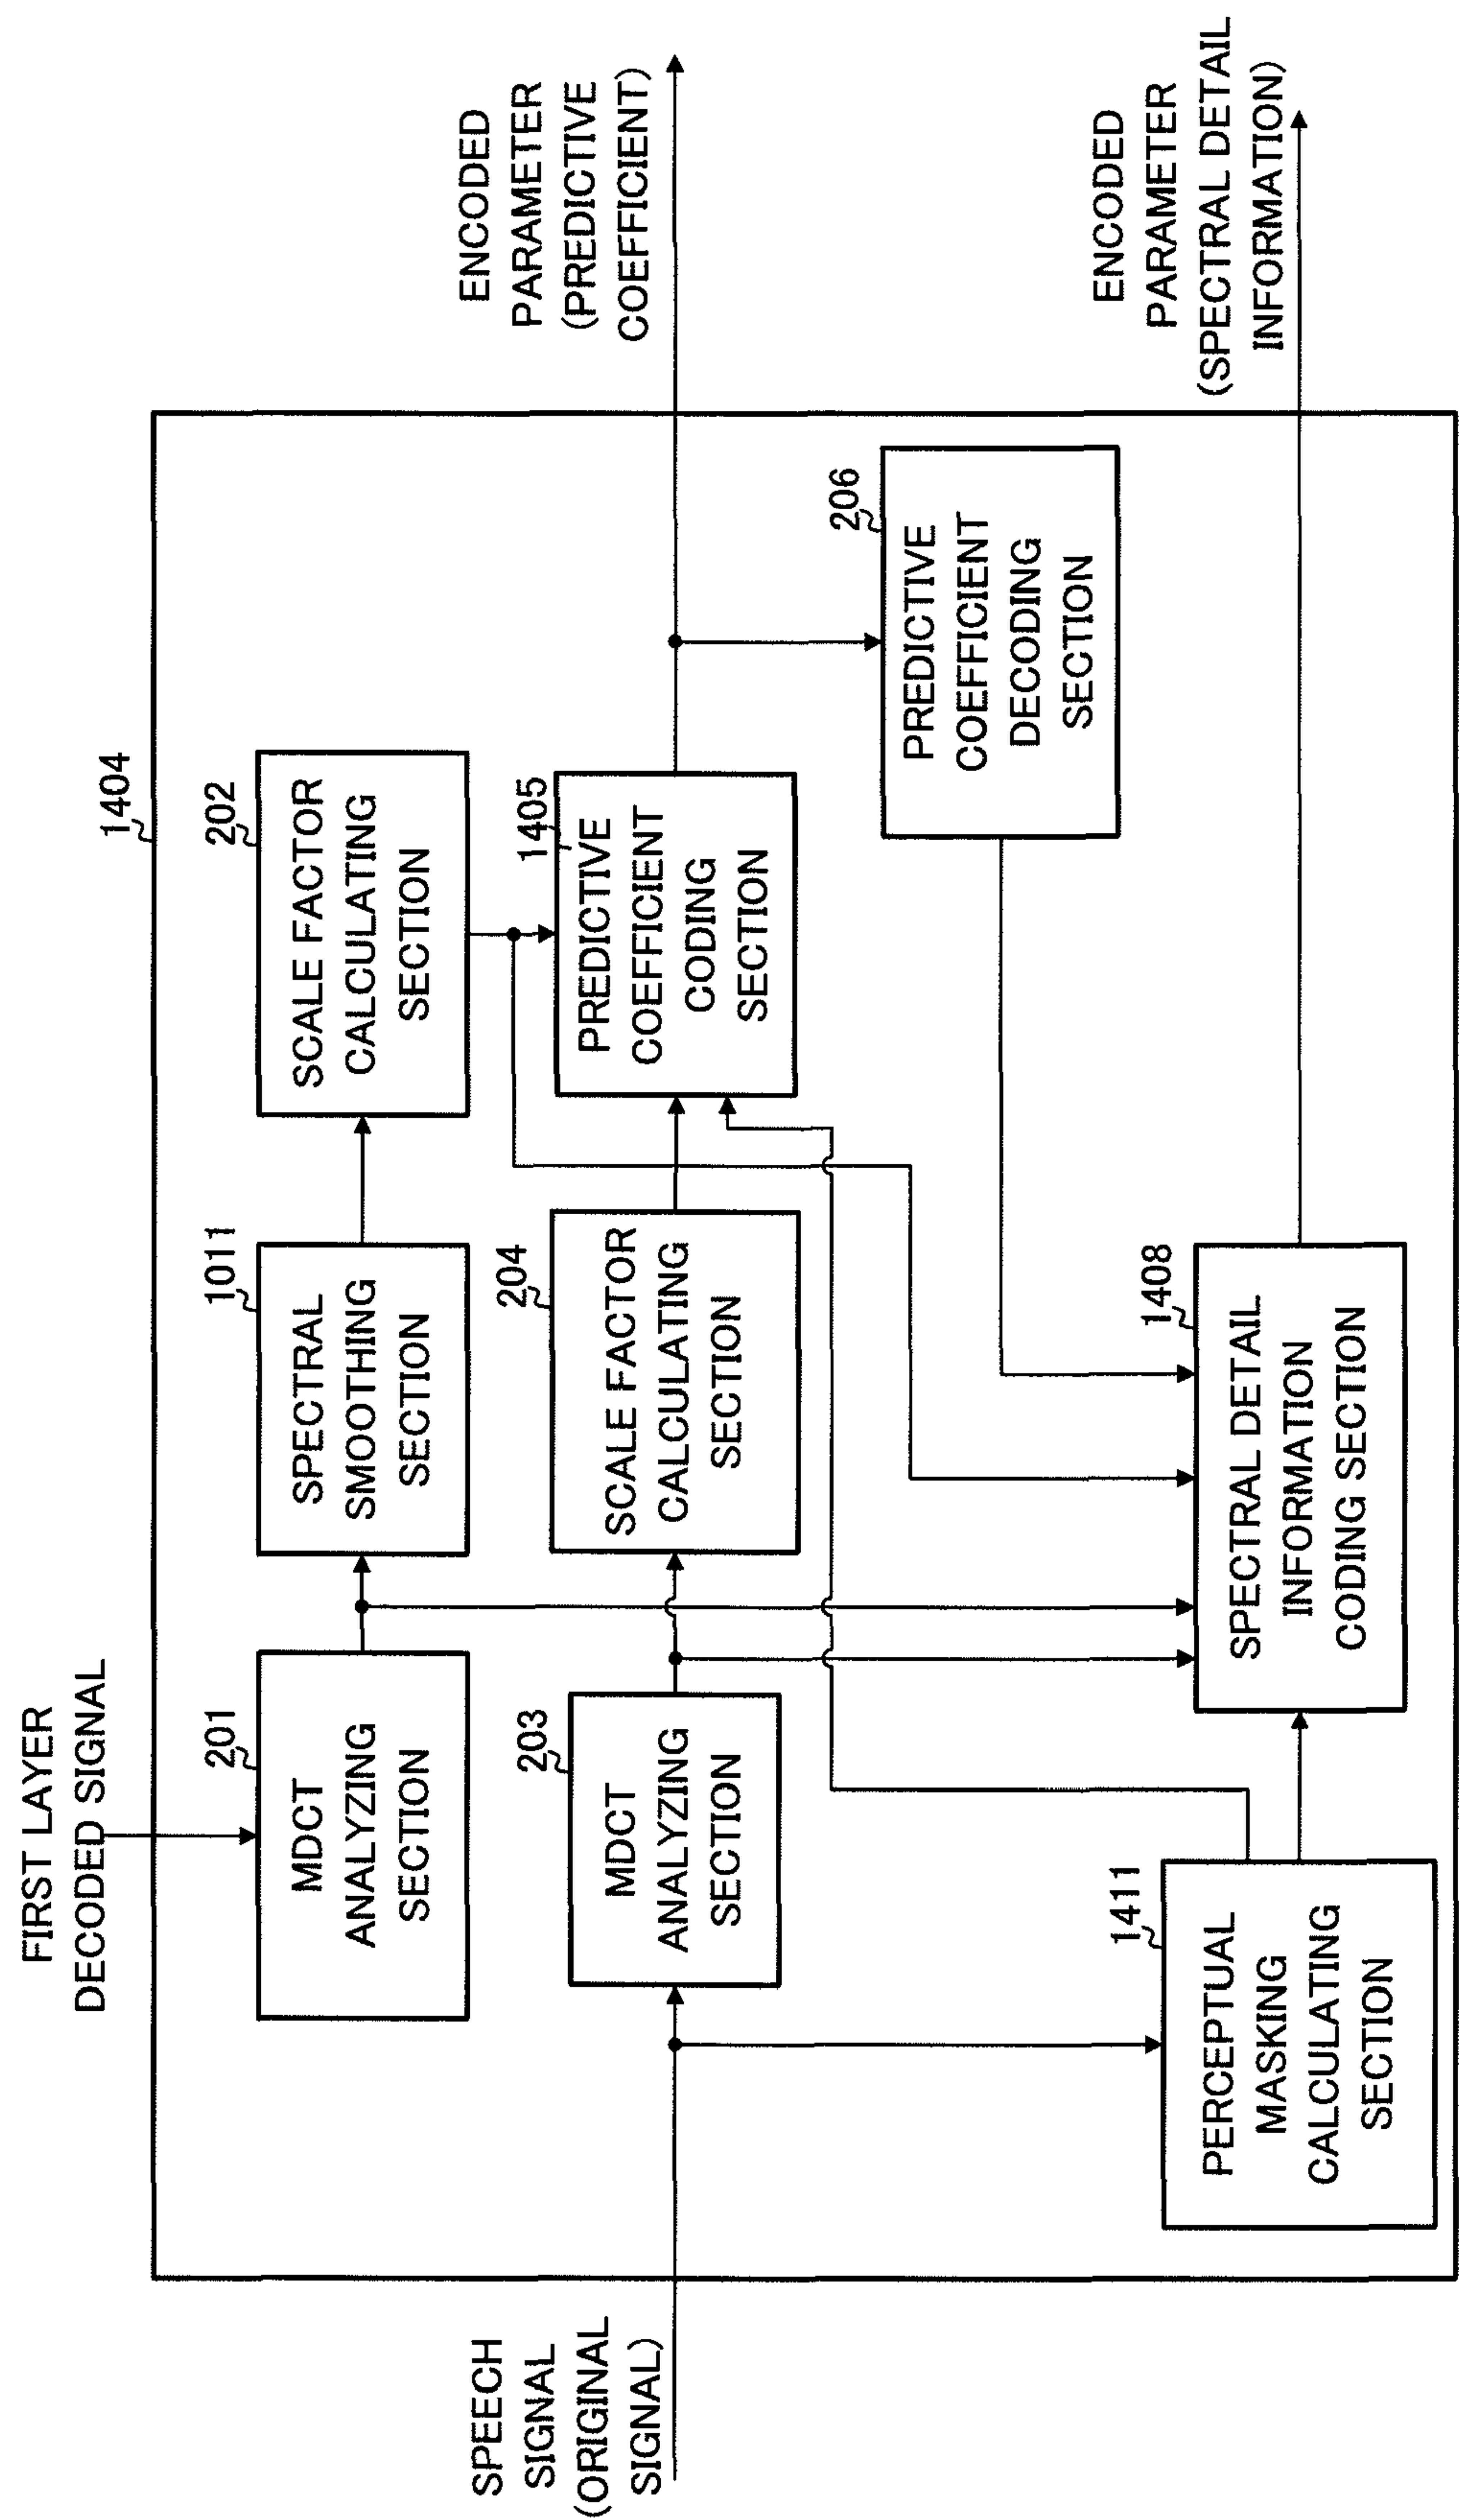 FIRST LAYER
DECODED SIGNAL
1404
201
MDCT
ANALYZING
SECTION
1011
SPECTRAL
SMOOTHING
SECTION
202
SCALE FACTOR
CALCULATING
SECTION
SPEECH
SIGNAL
(ORIGINAL
SIGNAL)
203
MDCT
ANALYZING
SECTION
204
SCALE FACTOR
CALCULATING
SECTION
1405
PREDICTIVE
COEFFICIENT
CODING
SECTION
ENCODED
PARAMETER
(PREDICTIVE
COEFFICIENT)
206
PREDICTIVE
COEFFICIENT
DECODING
SECTION
1411
PERCEPTUAL
MASKING
CALCULATING
SECTION
1408
SPECTRAL DETAIL
INFORMATION
CODING SECTION
ENCODED
PARAMETER
(SPECTRAL DETAIL
INFORMATION)